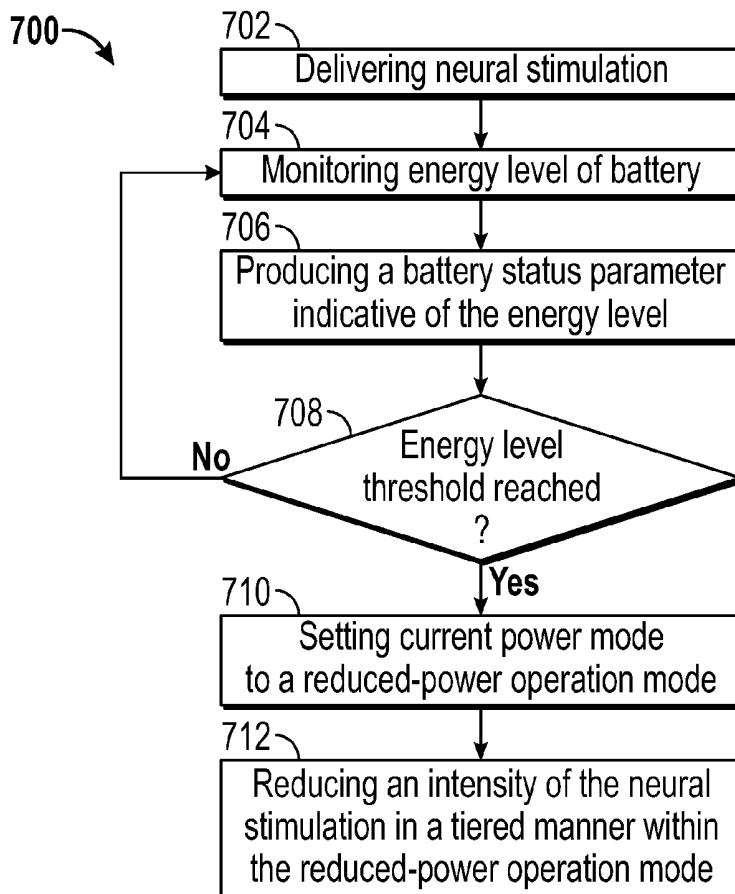 700
702
Delivering neural stimulation
704
Monitoring energy level of battery
706
Producing a battery status parameter
indicative of the energy level
708
No
Energy level
threshold reached
?
Yes
710
Setting current power mode
to a reduced-power operation mode
712
Reducing an intensity of the neural
stimulation in a tiered manner within
the reduced-power operation mode